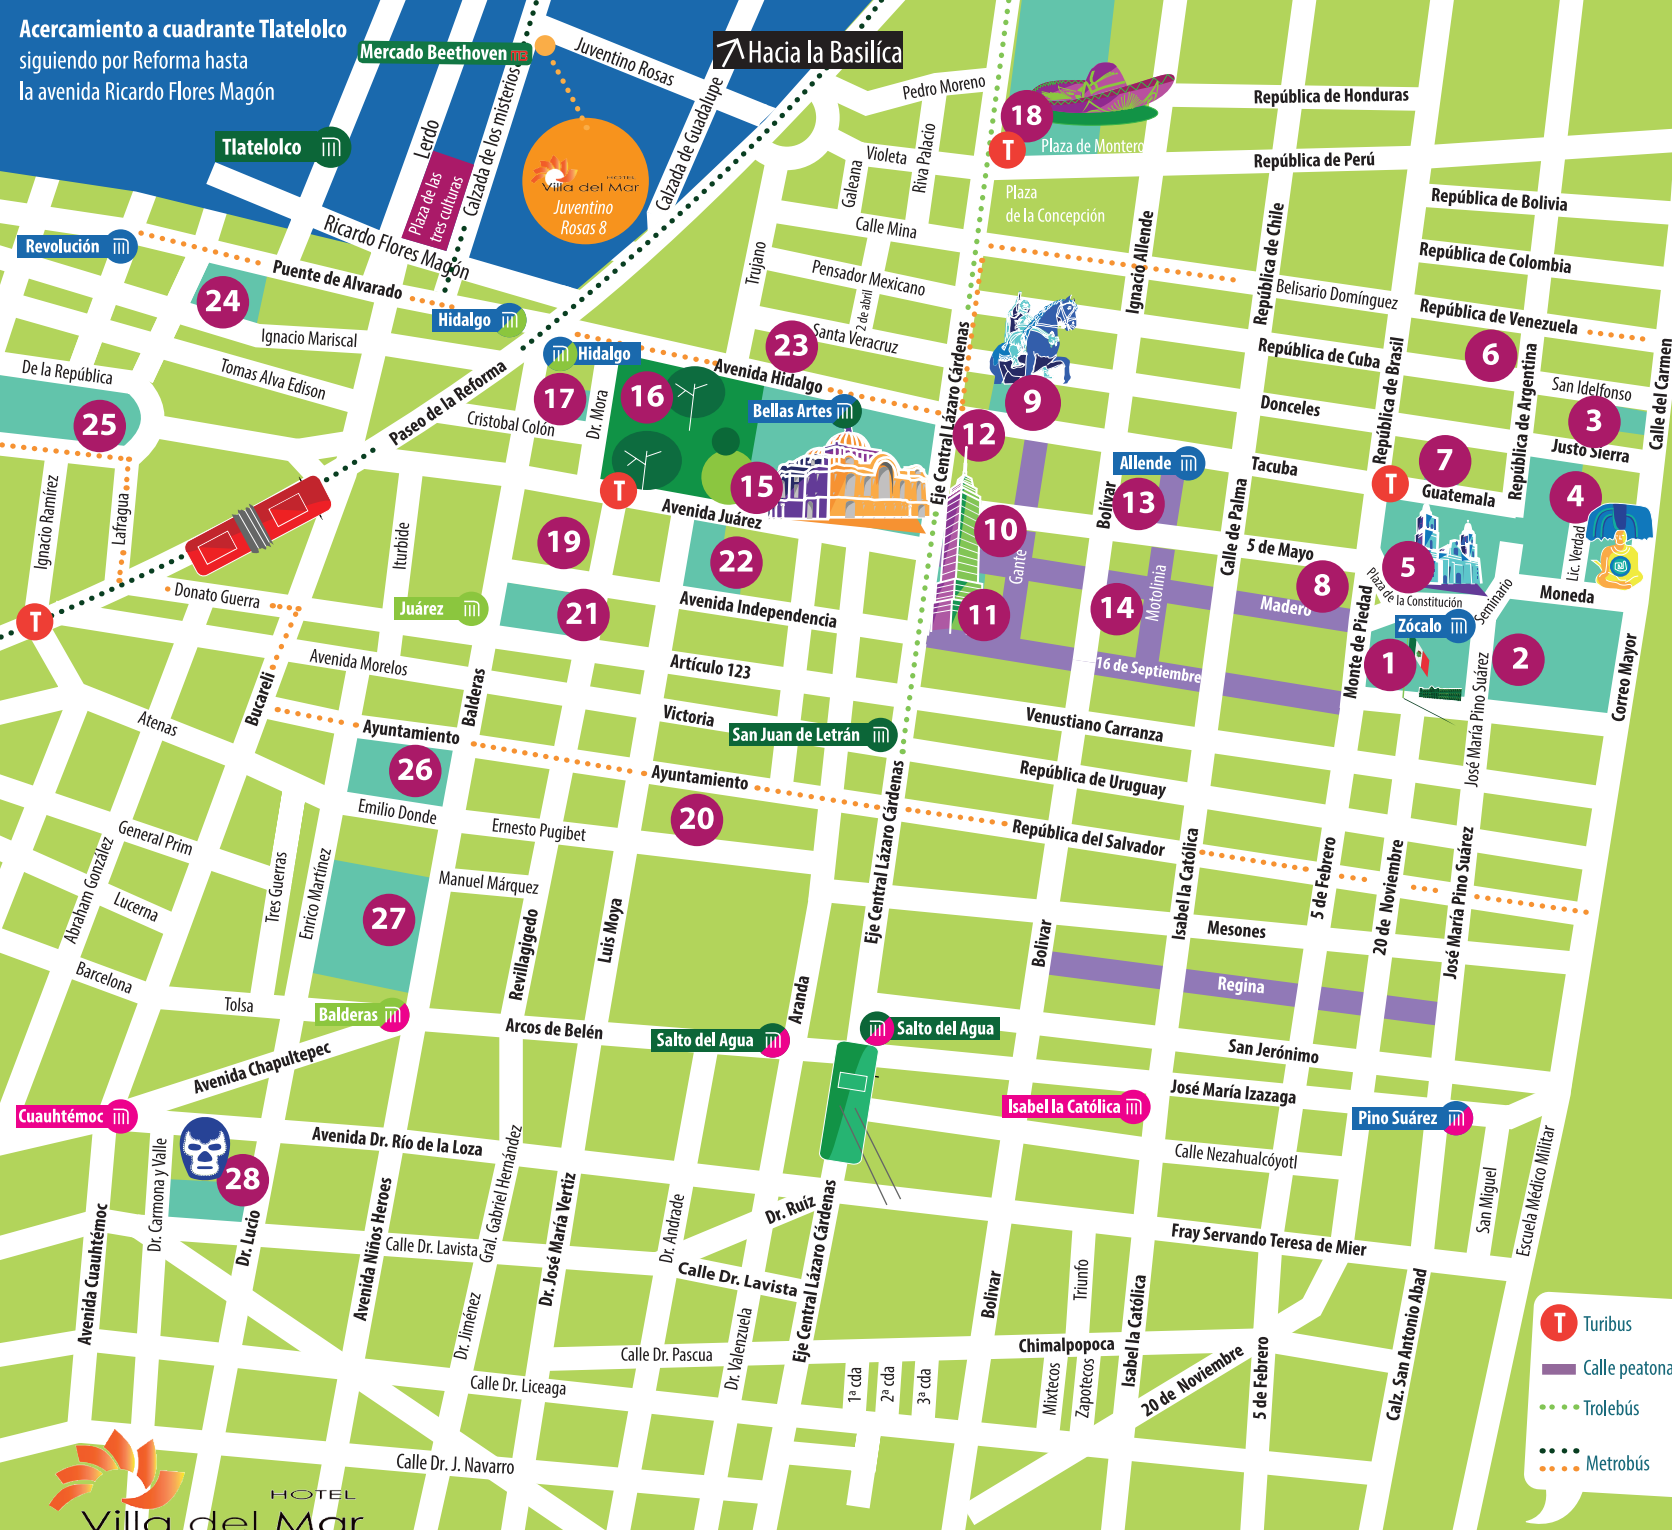 Acercamiento a cuadrante Tlatelolco
siguiendo por Reforma hasta
la avenida Ricardo Flores Magón
Mercado Beethoven
Juventino Rosas
Hacia la Basilíca
Tlatelolco
Lerdo
Calzada de los misterios
Plaza de las
tres culturas
HOTEL
Villa del Mar
Juventino
Rosas 8
Calzada de Guadalupe
Ricardo Flores Magón
Pedro Moreno
Violeta
Galeana
Riva Palacio
Calle Mina
Pensador Mexicano
2 de abril
Santa Veracruz
Trujano
18
T
Plaza de Montero
Plaza
de la Concepción
República de Honduras
República de Perú
República de Bolivia
República de Colombia
República de Venezuela
Ignacio Allende
República de Chile
Belisario Domínguez
República de Cuba
República de Brasil
República de Argentina
6
San Idelfonso
3
Justo Sierra
Calle del Carmen
Revolución
24
Puente de Alvarado
Hidalgo
Hidalgo
Ignacio Mariscal
Tomas Alva Edison
De la República
25
Paseo de la Reforma
Cristobal Colón
17
Dr. Mora
16
23
Avenida Hidalgo
Bellas Artes
15
T
Avenida Juárez
Eje Central Lázaro Cárdenas
9
12
10
11
Gante
Donceles
Tacuba
Allende
13
Bolívar
Calle de Palma
5 de Mayo
14
Motolinia
Madero
8
16 de Septiembre
7
T
Guatemala
4
5
Plaza de la Constitución
Lic. Verdad
Seminario
Moneda
Zócalo
1
2
Monte de Piedad
José María Pino Suárez
Correo Mayor
Ignacio Ramírez
Lafragua
Iturbide
19
22
21
Donato Guerra
T
Juárez
Avenida Independencia
Avenida Morelos
Artículo 123
Bucareli
Balderas
Victoria
San Juan de Letrán
Venustiano Carranza
Atenas
Ayuntamiento
26
Ayuntamiento
20
República de Uruguay
República del Salvador
Emilio Donde
Ernesto Pugibet
Eje Central Lázaro Cárdenas
General Prim
Abraham González
Lucerna
Tres Guerras
Enrico Martínez
27
Manuel Márquez
Revillagigedo
Luis Moya
Isabel la Católica
5 de Febrero
20 de Noviembre
José María Pino Suárez
Mesones
Bolivar
Regina
Barcelona
Tolsa
Balderas
Arcos de Belén
Aranda
Salto del Agua
Salto del Agua
San Jerónimo
Avenida Chapultepec
José María Izazaga
Cuauhtémoc
Isabel la Católica
Pino Suárez
Avenida Dr. Río de la Loza
Calle Nezahualcóyotl
28
Dr. Carmona y Valle
Gral. Gabriel Hernández
San Miguel
Escuela Médico Militar
Avenida Cuauhtémoc
Dr. Lucio
Avenida Niños Heroes
Calle Dr. Lavista
Dr. José María Vertiz
Dr. Andrade
Dr. Ruíz
Eje Central Lázaro Cárdenas
Fray Servando Teresa de Mier
Calle Dr. Lavista
Dr. Jiménez
Dr. Valenzuela
Bolivar
Triunfo
Isabel la Católica
Calz. San Antonio Abad
Calle Dr. Pascua
Chimalpopoca
Calle Dr. Liceaga
1ª cda
2ª cda
3ª cda
Mixtecos
Zapotecos
20 de Noviembre
5 de Febrero
Calle Dr. J. Navarro
T
Turibus
Calle peatona
Trolebús
Metrobús
HOTEL
Villa del Mar